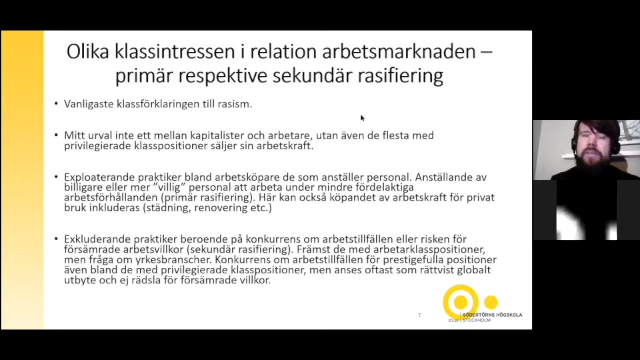 Olika klassintressen i relation arbetsmarknaden –
primär respektive sekundär rasifiering
• Vanligaste klassförklaringen till rasism.
• Mitt urval inte ett mellan kapitalister och arbetare, utan även de flesta med
privilegierade klasspositioner säljer sin arbetskraft.
• Exploaterande praktiker bland arbetsköpare de som anställer personal. Anställande av
billigare eller mer ”villig” personal att arbeta under mindre fördelaktiga
arbetsförhållanden (primär rasifiering). Här kan också köpandet av arbetskraft för privat
bruk inkluderas (städning, renovering etc.)
• Exkluderande praktiker beroende på konkurrens om arbetstillfällen eller risken för
försämrade arbetsvillkor (sekundär rasifiering). Främst de med arbetarklasspositioner,
men fråga om yrkesbranscher. Konkurrens om arbetstillfällen för prestigefulla positioner
även bland de med privilegierade klasspositioner, men anses oftast som rättvist globalt
utbyte och ej rädsla för försämrade villkor.
7
SÖDERTÖRNS HÖGSKOLA
STOCKHOLM